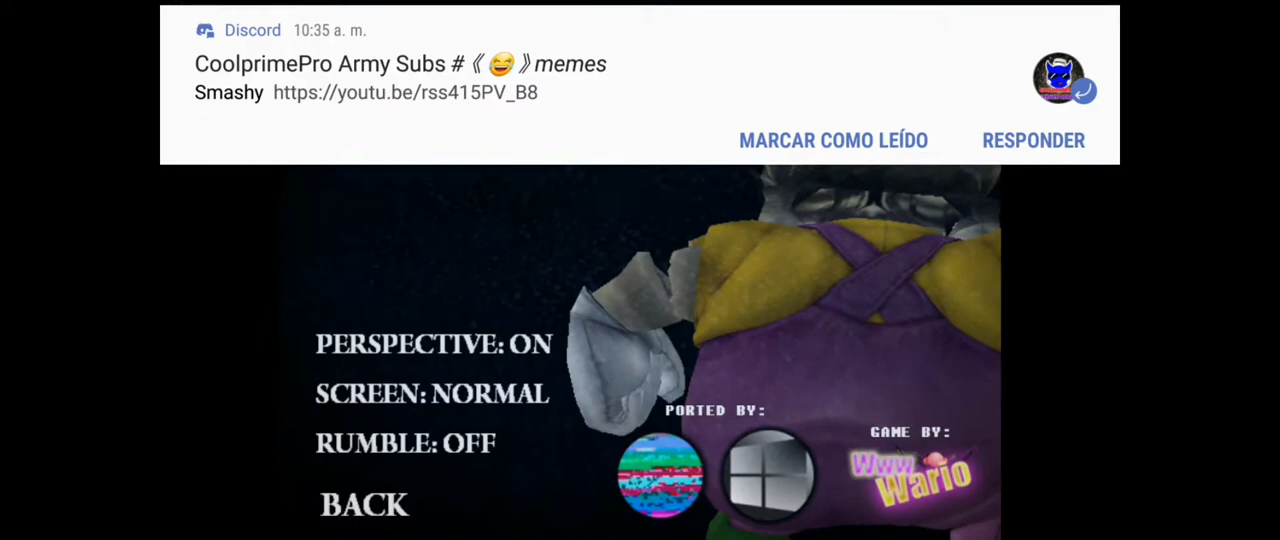 Discord 10:35 a. m.
CoolprimePro Army Subs #《😂》memes
Smashy https://youtu.be/rss415PV_B8
MARCAR COMO LEÍDO RESPONDER
PERSPECTIVE: ON
SCREEN: NORMAL
RUMBLE: OFF
BACK
PORTED BY:
GAME BY:
Www
Wario